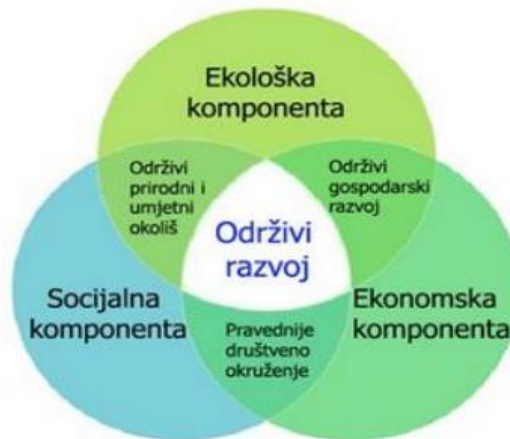 Ekološka
komponenta
Održivi
prirodni i
umjetni
okoliš
Održivi
gospodarski
razvoj
Održivi
razvoj
Socijalna
komponenta
Ekonomska
komponenta
Pravednije
društveno
okruženje